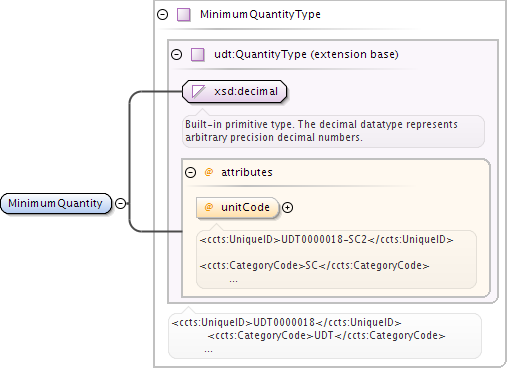 MinimumQuantityType
udt:QuantityType (extension base)
xsd:decimal
Built-in primitive type. The decimal datatype represents
arbitrary precision decimal numbers.
@ attributes
MinimumQuantity
@ unitCode
<ccts:UniqueID>UDT0000018-SC2</ccts:UniqueID>
<ccts:CategoryCode>SC</ccts:CategoryCode>
...
<ccts:UniqueID>UDT0000018</ccts:UniqueID>
<ccts:CategoryCode>UDT</ccts:CategoryCode>
...